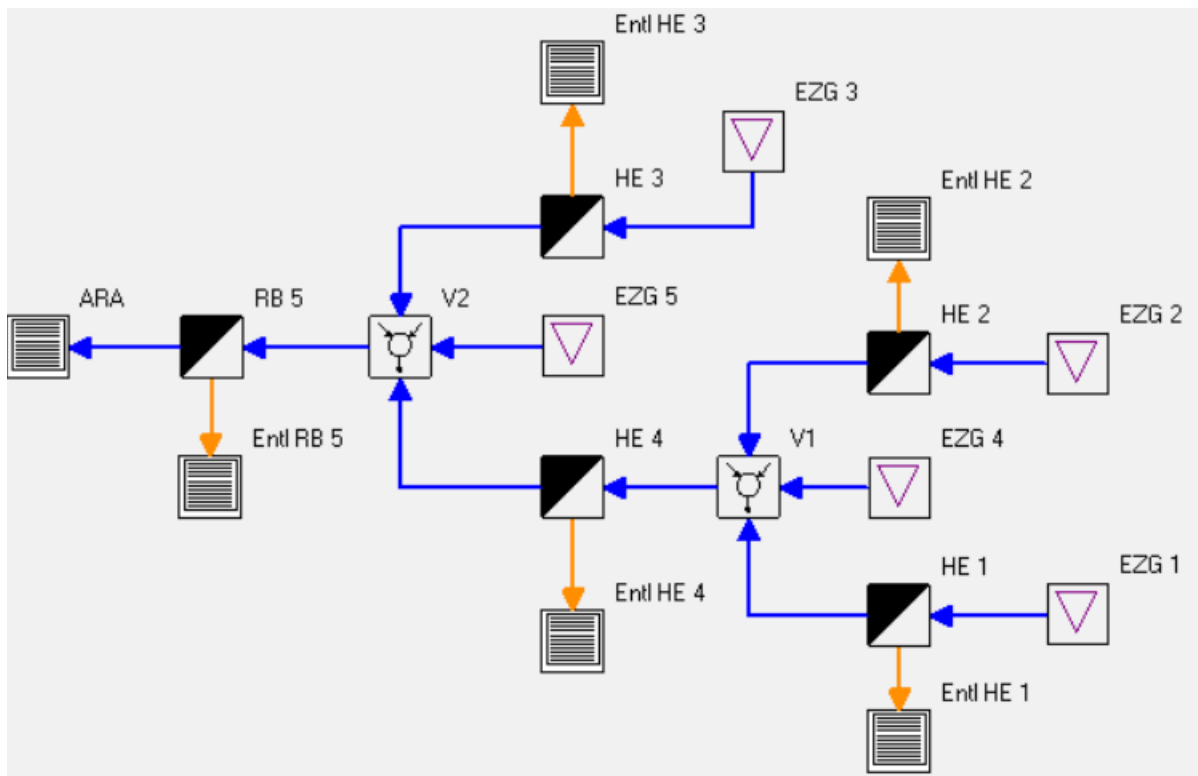 Entl HE 3
EZG 3
HE 3
Entl HE 2
ARA
RB 5
V2
EZG 5
HE 2
EZG 2
Entl RB 5
HE 4
V1
EZG 4
HE 1
EZG 1
Entl HE 4
Entl HE 1